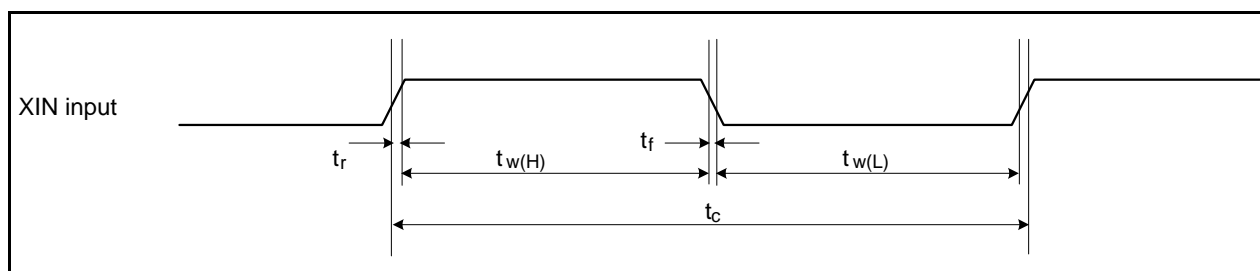 XIN input
tr
tw(H)
tf
tw(L)
tc